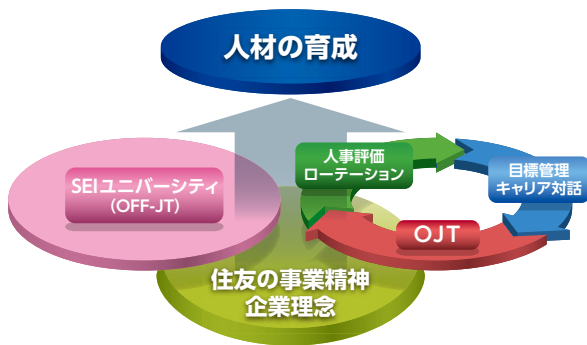 人材の育成
人事評価
ローテーション
目標管理
キャリア対話
SEIユニバーシティ
(OFF-JT)
OJT
住友の事業精神
企業理念